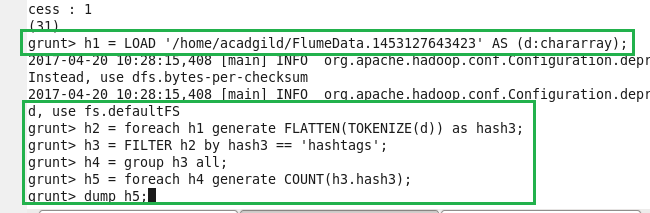 cess : 1
(31)
grunt> h1 = LOAD '/home/acadgild/FlumeData.1453127643423' AS (d:chararray);
2017-04-20 10:28:15,408 [main] INFO  org.apache.hadoop.conf.Configuration.depr
Instead, use dfs.bytes-per-checksum
2017-04-20 10:28:15,408 [main] INFO  org.apache.hadoop.conf.Configuration.depr
d, use fs.defaultFS
grunt> h2 = foreach h1 generate FLATTEN(TOKENIZE(d)) as hash3;
grunt> h3 = FILTER h2 by hash3 == 'hashtags';
grunt> h4 = group h3 all;
grunt> h5 = foreach h4 generate COUNT(h3.hash3);
grunt> dump h5;